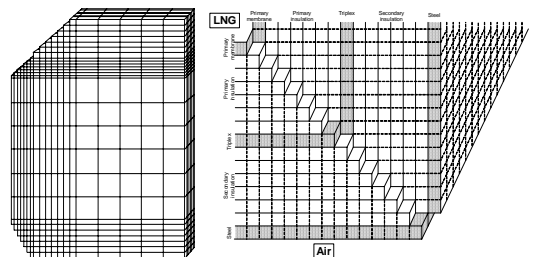 LNG
Primary
membrane
Primary
insulation
Triplex
Secondary
insulation
Steel
Primary
membrane
Primary
insulation
Triplex
Secondary
insulation
Steel
Air